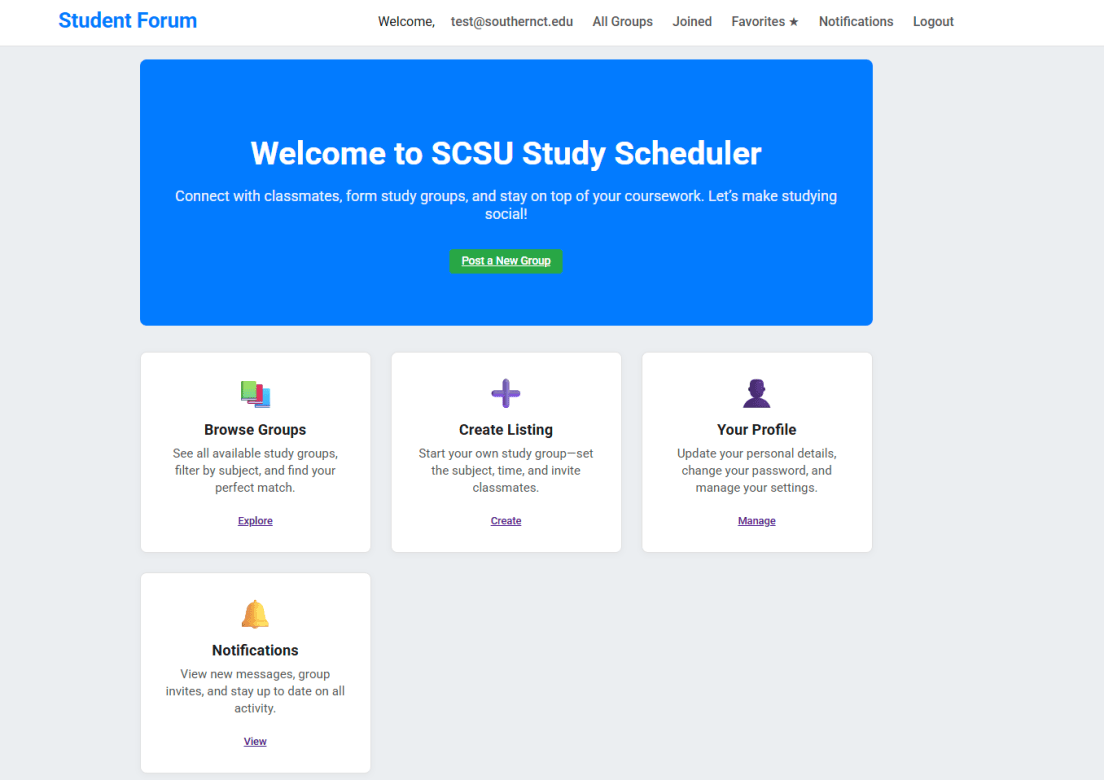 Student Forum
Welcome, test@southernct.edu All Groups Joined Favorites ★ Notifications Logout
Welcome to SCSU Study Scheduler
Connect with classmates, form study groups, and stay on top of your coursework. Let’s make studying
social!
Post a New Group
Browse Groups
See all available study groups,
filter by subject, and find your
perfect match.
Explore
Create Listing
Start your own study group—set
the subject, time, and invite
classmates.
Create
Your Profile
Update your personal details,
change your password, and
manage your settings.
Manage
Notifications
View new messages, group
invites, and stay up to date on all
activity.
View